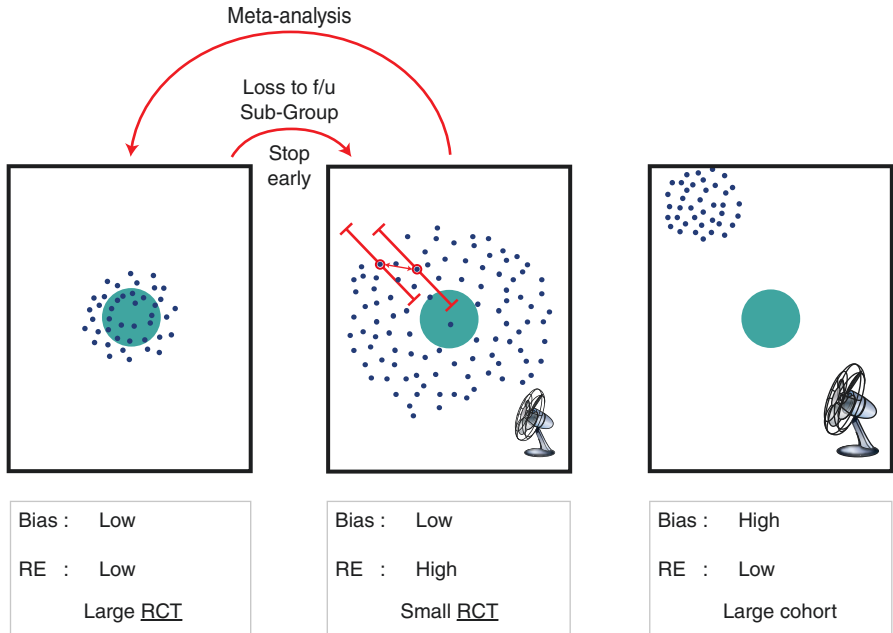 Meta-analysis
Loss to f/u
Sub-Group
Stop
early
Bias : Low
RE : Low
Large RCT
Bias : Low
RE : High
Small RCT
Bias : High
RE : Low
Large cohort